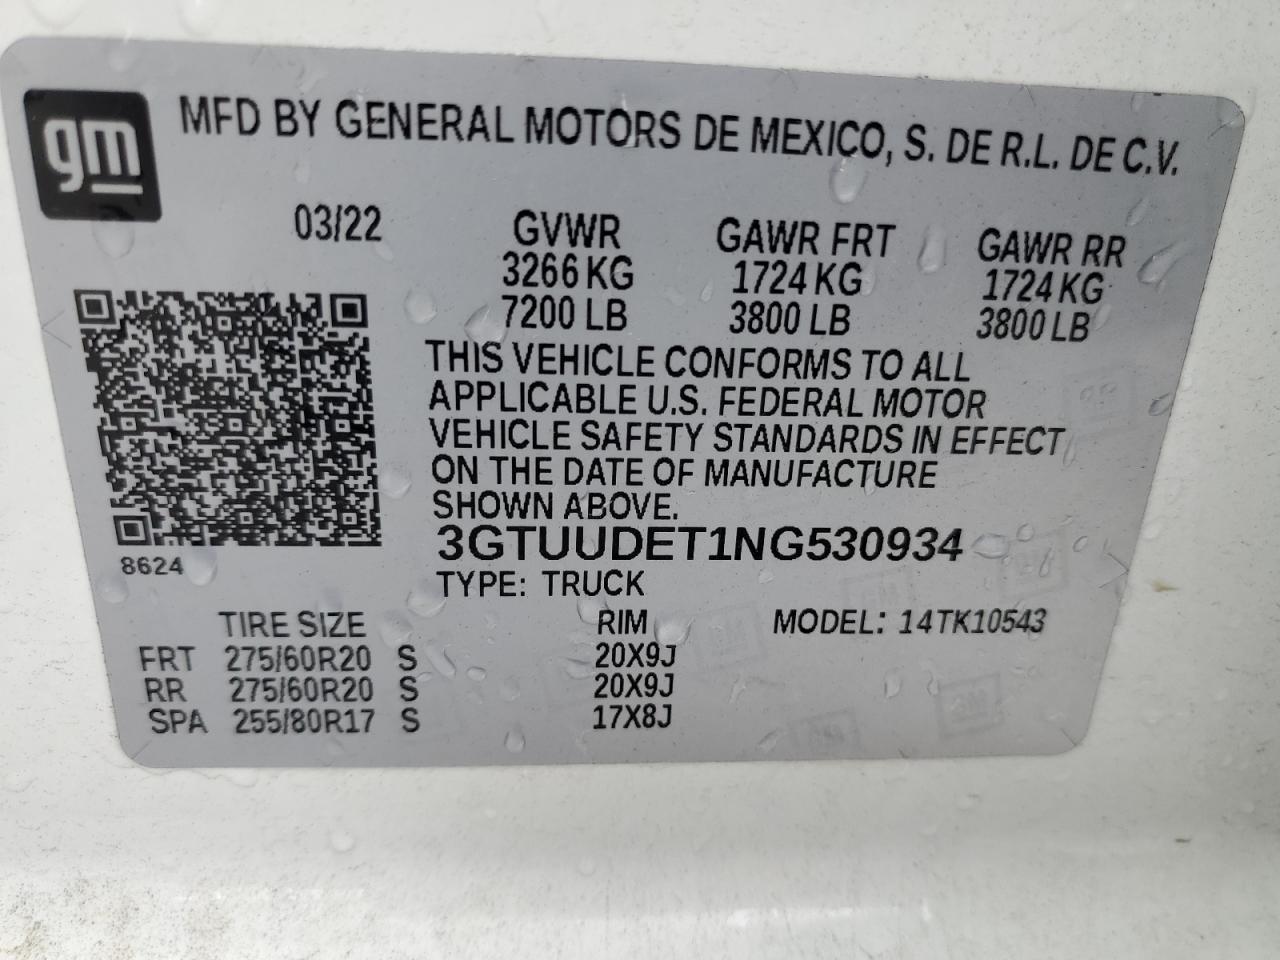 gm
MFD BY GENERAL MOTORS DE MEXICO, S. DE R.L. DE C.V.
03/22 GVWR GAWR FRT GAWR RR
3266 KG 1724 KG 1724 KG
7200 LB 3800 LB 3800 LB
THIS VEHICLE CONFORMS TO ALL
APPLICABLE U.S. FEDERAL MOTOR
VEHICLE SAFETY STANDARDS IN EFFECT
ON THE DATE OF MANUFACTURE
SHOWN ABOVE.
3GTUUDET1NG530934
8624
TYPE: TRUCK
TIRE SIZE RIM MODEL: 14TK10543
FRT 275/60R20 S 20X9J
RR 275/60R20 S 20X9J
SPA 255/80R17 S 17X8J